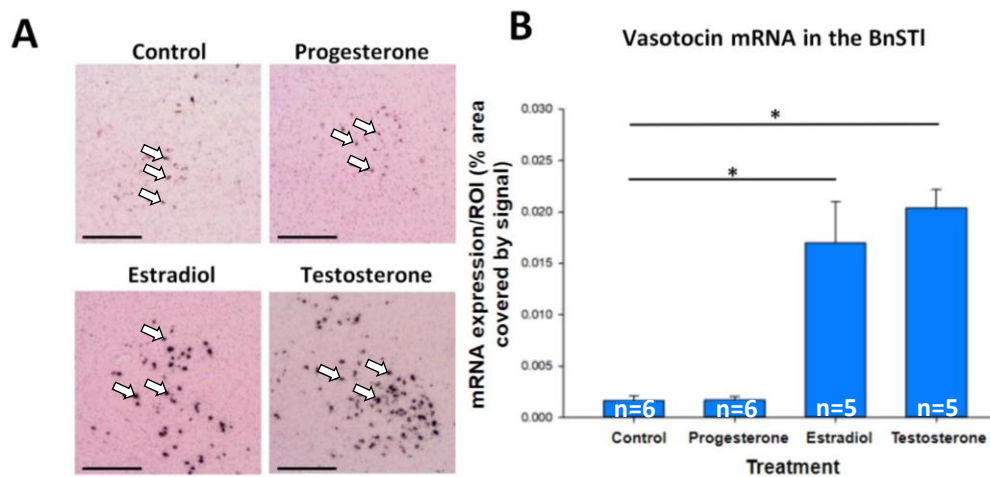 A
Control
Progesterone
Estradiol
Testosterone
B
Vasotocin mRNA in the BnSTl
mRNA expression/ROI (% area
covered by signal)
0.030
0.025
0.020
0.015
0.010
0.005
0.000
*
*
n=6
n=6
n=5
n=5
Control
Progesterone
Estradiol
Testosterone
Treatment